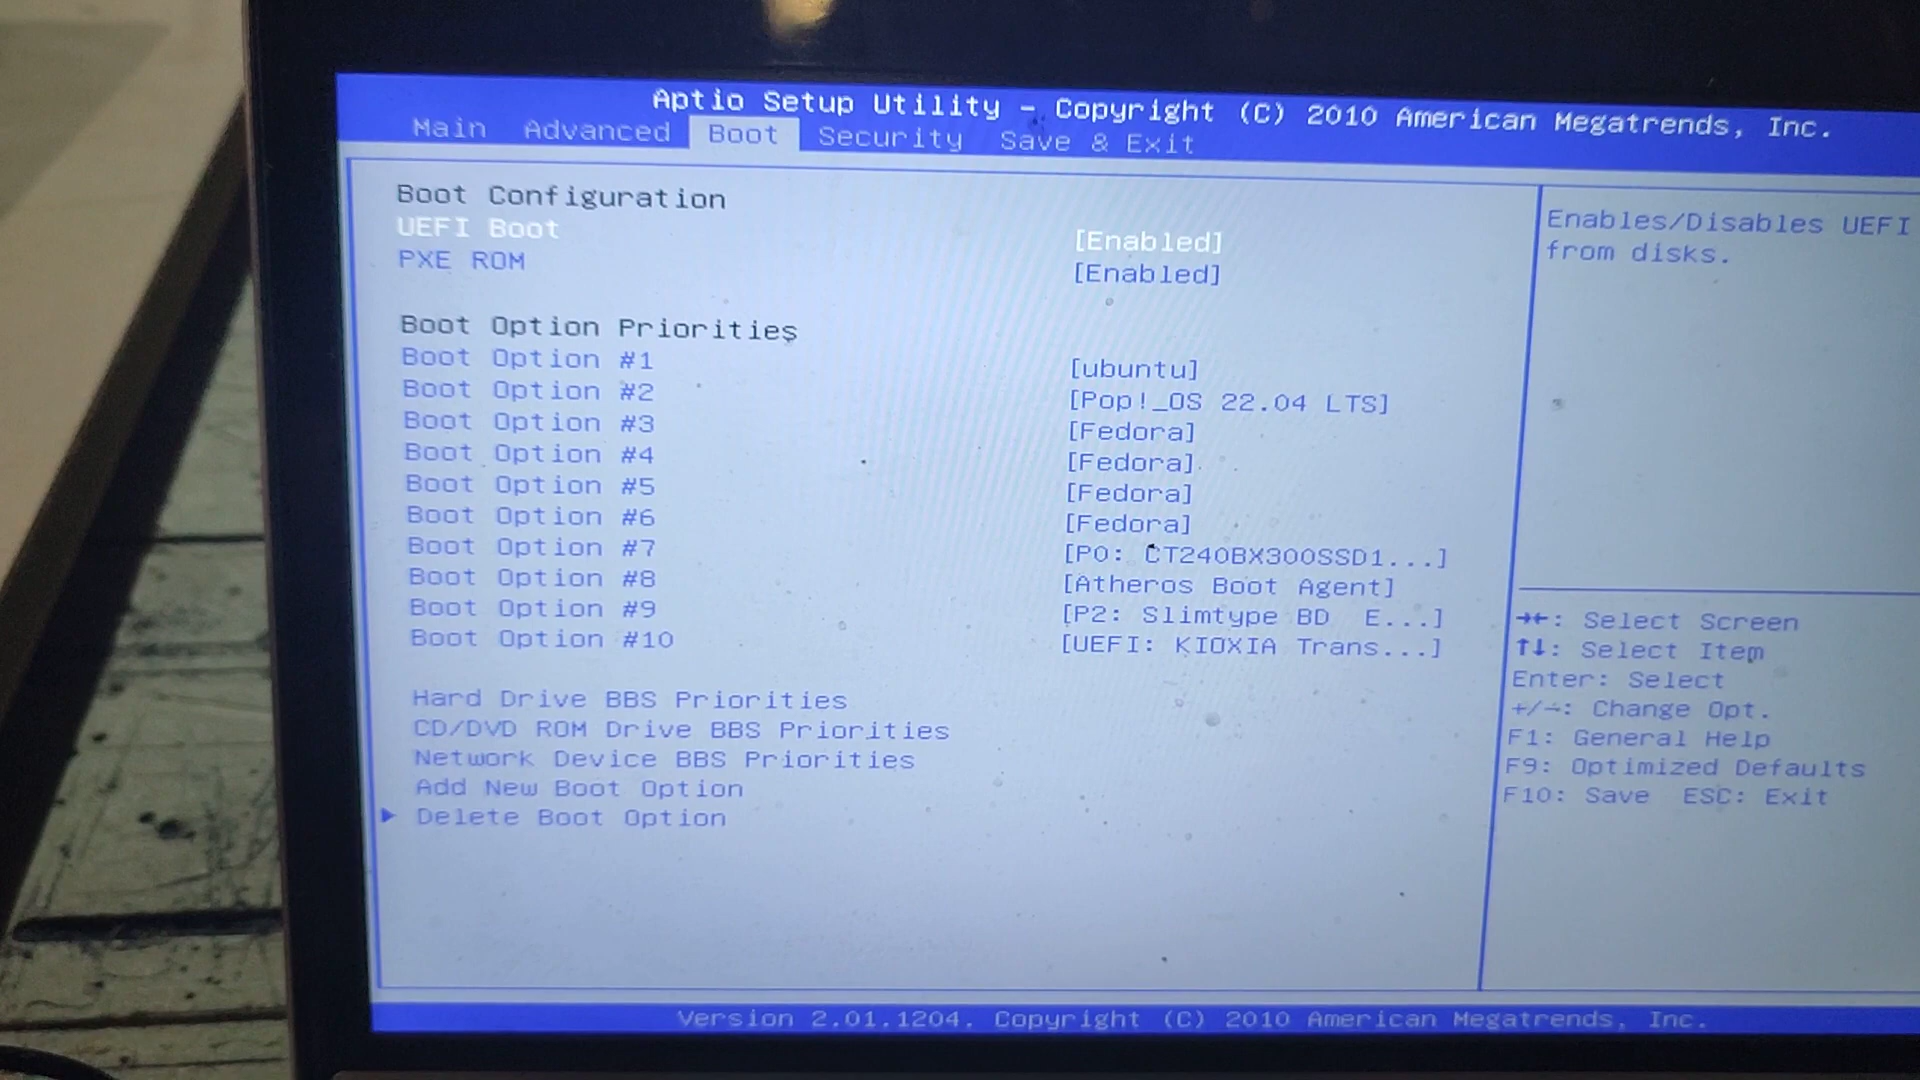 Aptio Setup Utility - Copyright (C) 2010 American Megatrends, Inc.
Main Advanced Boot Security Save & Exit
Boot Configuration
UEFI Boot [Enabled]
PXE ROM [Enabled]
Boot Option Priorities
Boot Option #1 [ubuntu]
Boot Option #2 [Pop!_OS 22.04 LTS]
Boot Option #3 [Fedora]
Boot Option #4 [Fedora]
Boot Option #5 [Fedora]
Boot Option #6 [Fedora]
Boot Option #7 [P0: CT240BX300SSD1...]
Boot Option #8 [Atheros Boot Agent]
Boot Option #9 [P2: Slimtype BD E...]
Boot Option #10 [UEFI: KIOXIA Trans...]
Hard Drive BBS Priorities
CD/DVD ROM Drive BBS Priorities
Network Device BBS Priorities
Add New Boot Option
Delete Boot Option
Enables/Disables UEFI
from disks.
→←: Select Screen
↑↓: Select Item
Enter: Select
+/-: Change Opt.
F1: General Help
F9: Optimized Defaults
F10: Save ESC: Exit
Version 2.01.1204. Copyright (C) 2010 American Megatrends, Inc.